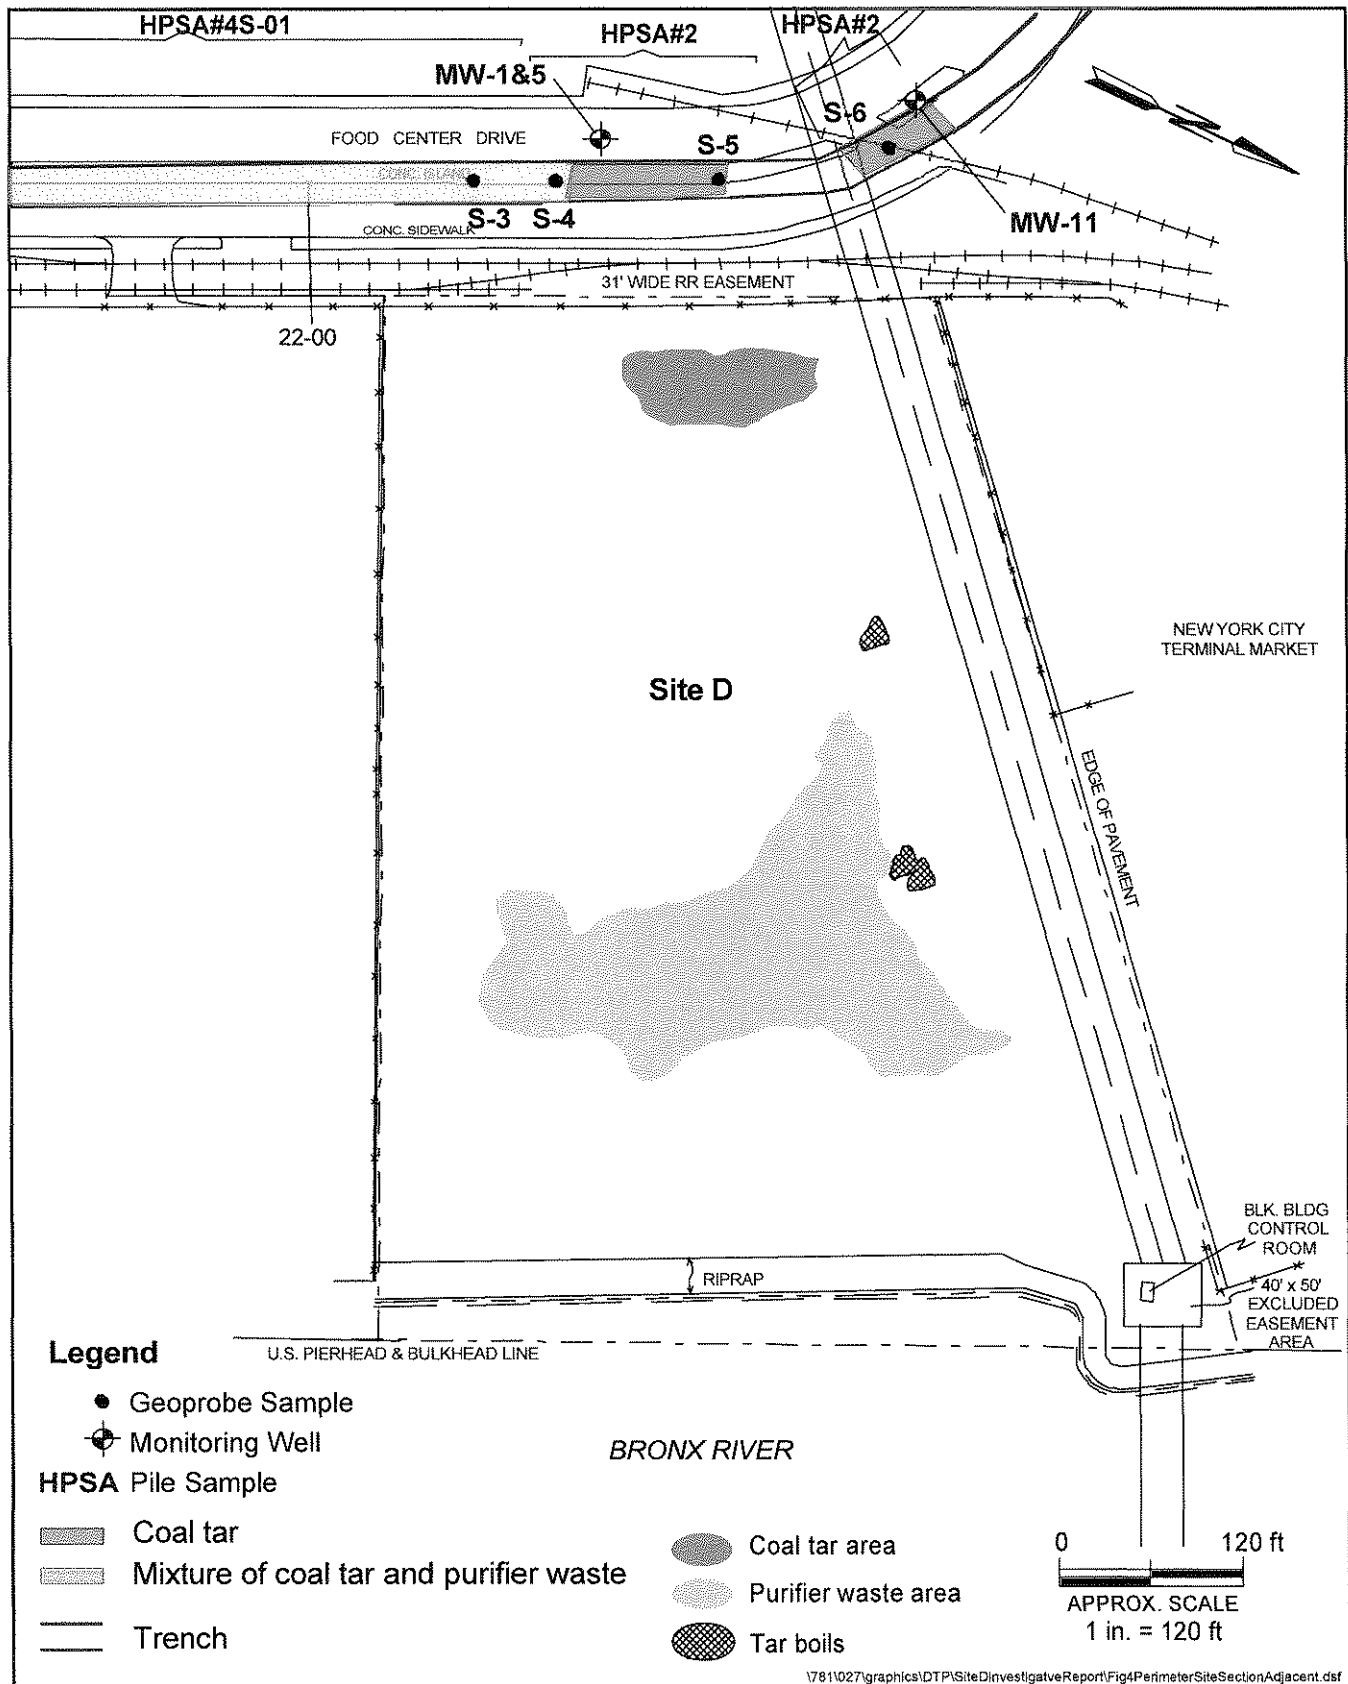 HPSA#4S-01
HPSA#2
HPSA#2
MW-1&5
S-6
FOOD CENTER DRIVE
S-5
CONC. ISLAND
S-3
S-4
MW-11
CONC. SIDEWALK
31' WIDE RR EASEMENT
22-00
N
NEW YORK CITY
TERMINAL MARKET
Site D
EDGE OF PAVEMENT
BLK. BLDG
CONTROL
ROOM
40' x 50'
EXCLUDED
EASEMENT
AREA
RIPRAP
U.S. PIERHEAD & BULKHEAD LINE
BRONX RIVER
Legend
Geoprobe Sample
Monitoring Well
HPSA Pile Sample
Coal tar
Mixture of coal tar and purifier waste
Trench
Coal tar area
Purifier waste area
Tar boils
0 120 ft
APPROX. SCALE
1 in. = 120 ft
\781\027\graphics\DTP\SiteDInvestigatveReport\Fig4PerimeterSiteSectionAdjacent.dsf